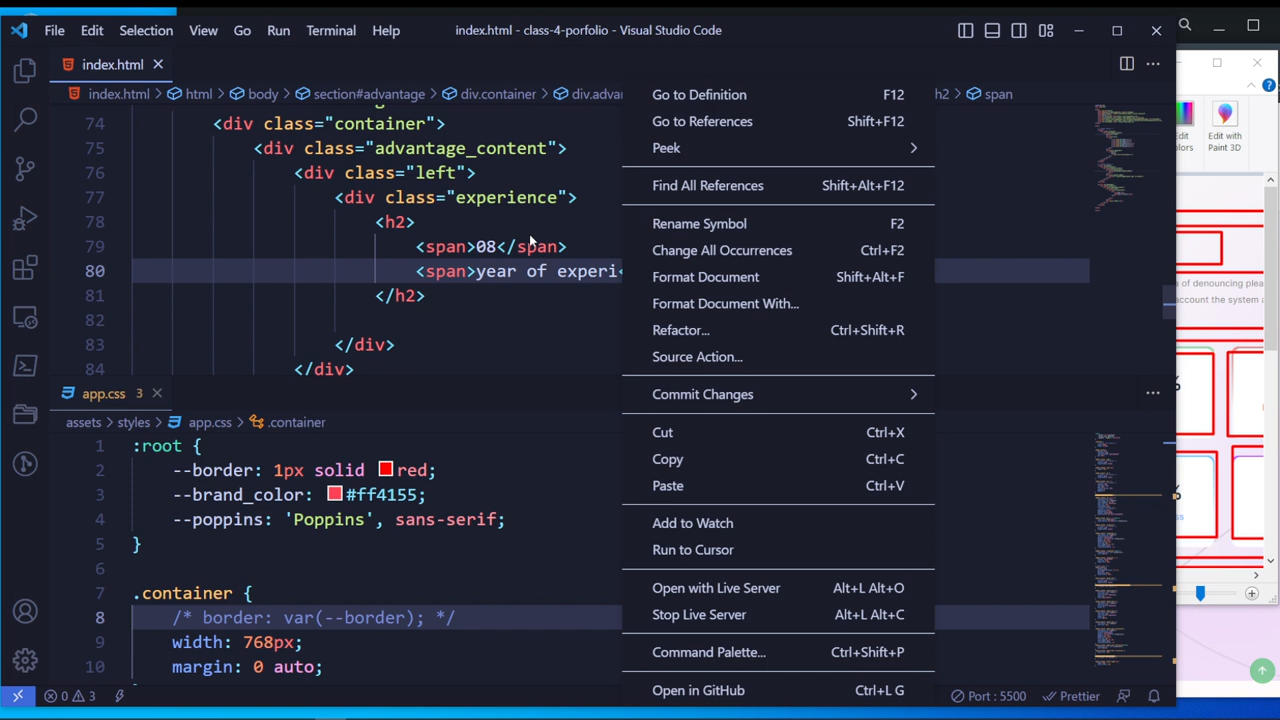 File Edit Selection View Go Run Terminal Help index.html - class-4-porfolio - Visual Studio Code
index.html
index.html html body section#advantage div.container div.advan h2 span
74 <div class="container">
75 <div class="advantage_content">
76 <div class="left">
77 <div class="experience">
78 <h2>
79 <span>08</span>
80 <span>year of experi
81 </h2>
82
83 </div>
84 </div>
app.css 3
assets styles app.css .container
1 :root {
2 --border: 1px solid red;
3 --brand_color: #ff4155;
4 --poppins: 'Poppins', sans-serif;
5 }
6
7 .container {
8 /* border: var(--border); */
9 width: 768px;
10 margin: 0 auto;
0 3
Port : 5500 Prettier
Go to Definition F12
Go to References Shift+F12
Peek
Find All References Shift+Alt+F12
Rename Symbol F2
Change All Occurrences Ctrl+F2
Format Document Shift+Alt+F
Format Document With...
Refactor... Ctrl+Shift+R
Source Action...
Commit Changes
Cut Ctrl+X
Copy Ctrl+C
Paste Ctrl+V
Add to Watch
Run to Cursor
Open with Live Server Alt+L Alt+O
Stop Live Server Alt+L Alt+C
Command Palette... Ctrl+Shift+P
Open in GitHub Ctrl+L G
Edit with
Paint 3D
a of denouncing pleas
account the system a
%
%